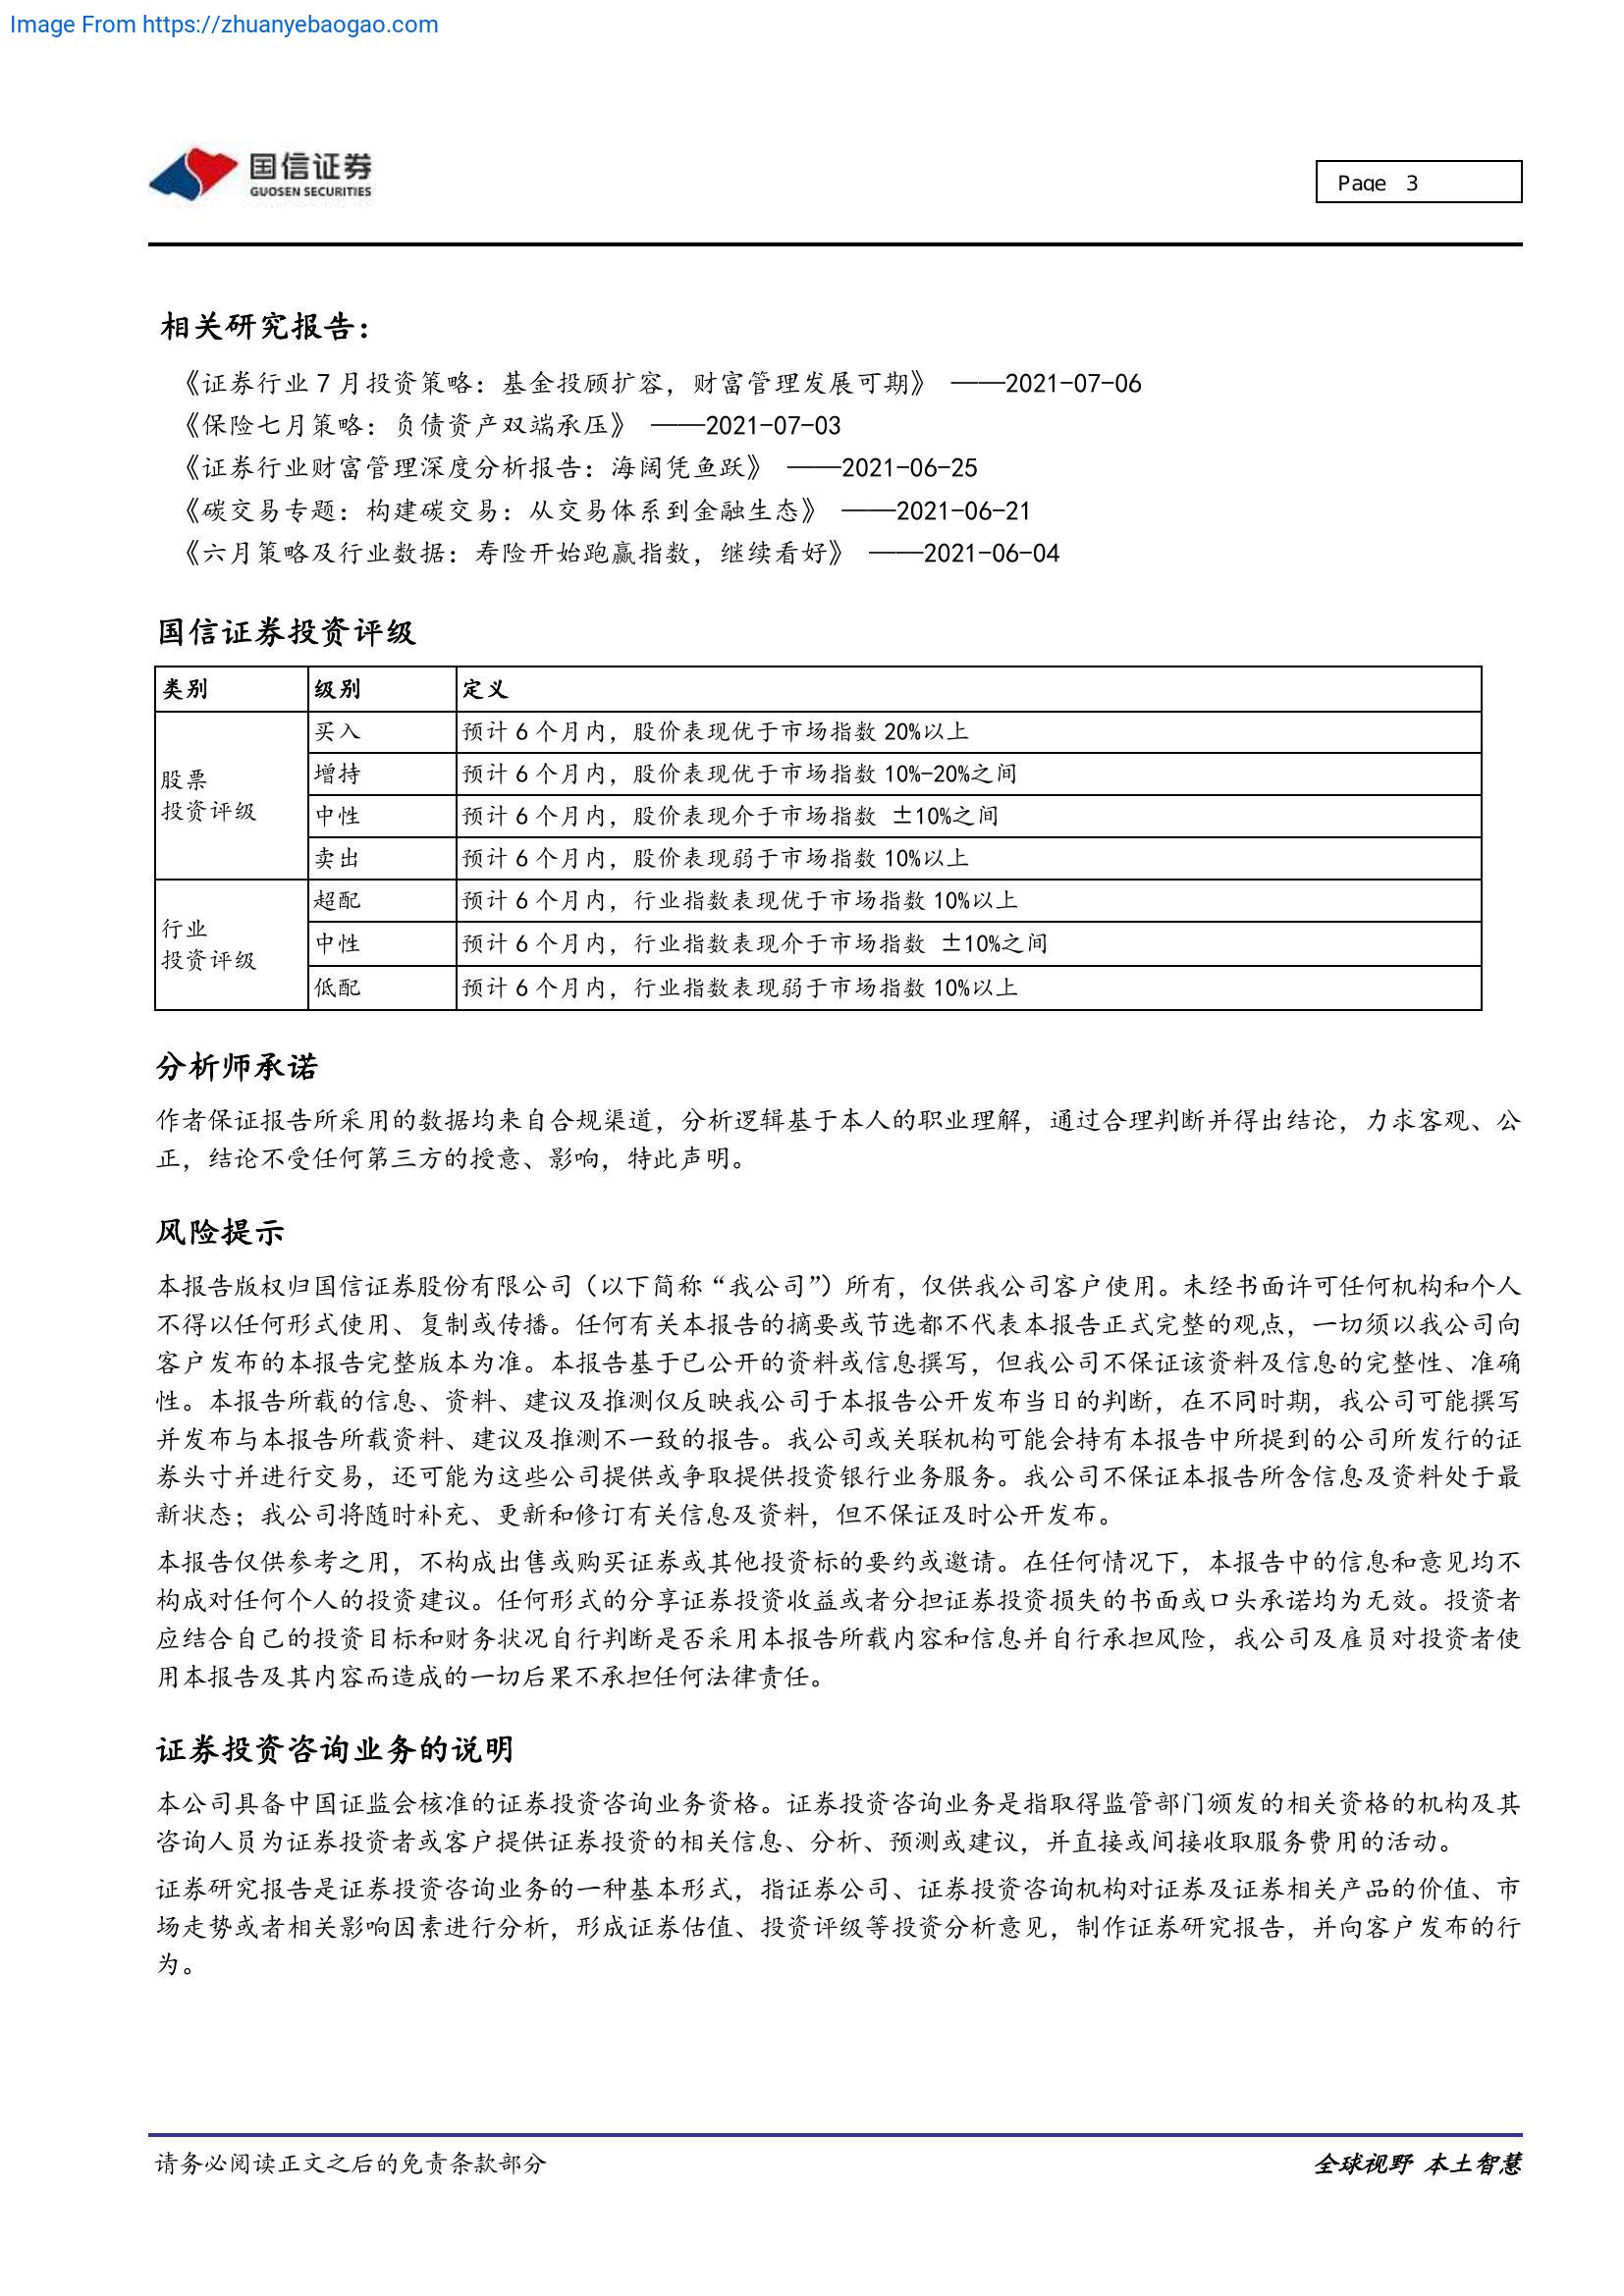 Image From https://zhuanyebaogao.com
国信证券
GUOSEN SECURITIES
Page 3
相关研究报告：
《证券行业 7 月投资策略：基金投顾扩容，财富管理发展可期》 ——2021-07-06
《保险七月策略：负债资产双端承压》 ——2021-07-03
《证券行业财富管理深度分析报告：海阔凭鱼跃》 ——2021-06-25
《碳交易专题：构建碳交易：从交易体系到金融生态》 ——2021-06-21
《六月策略及行业数据：寿险开始跑赢指数，继续看好》 ——2021-06-04
国信证券投资评级
类别 级别 定义
股票
投资评级
买入 预计 6 个月内，股价表现优于市场指数 20%以上
增持 预计 6 个月内，股价表现优于市场指数 10%-20%之间
中性 预计 6 个月内，股价表现介于市场指数 ±10%之间
卖出 预计 6 个月内，股价表现弱于市场指数 10%以上
行业
投资评级
超配 预计 6 个月内，行业指数表现优于市场指数 10%以上
中性 预计 6 个月内，行业指数表现介于市场指数 ±10%之间
低配 预计 6 个月内，行业指数表现弱于市场指数 10%以上
分析师承诺
作者保证报告所采用的数据均来自合规渠道，分析逻辑基于本人的职业理解，通过合理判断并得出结论，力求客观、公
正，结论不受任何第三方的授意、影响，特此声明。
风险提示
本报告版权归国信证券股份有限公司（以下简称“我公司”）所有，仅供我公司客户使用。未经书面许可任何机构和个人
不得以任何形式使用、复制或传播。任何有关本报告的摘要或节选都不代表本报告正式完整的观点，一切须以我公司向
客户发布的本报告完整版本为准。本报告基于已公开的资料或信息撰写，但我公司不保证该资料及信息的完整性、准确
性。本报告所载的信息、资料、建议及推测仅反映我公司于本报告公开发布当日的判断，在不同时期，我公司可能撰写
并发布与本报告所载资料、建议及推测不一致的报告。我公司或关联机构可能会持有本报告中所提到的公司所发行的证
券头寸并进行交易，还可能为这些公司提供或争取提供投资银行业务服务。我公司不保证本报告所含信息及资料处于最
新状态；我公司将随时补充、更新和修订有关信息及资料，但不保证及时公开发布。
本报告仅供参考之用，不构成出售或购买证券或其他投资标的要约或邀请。在任何情况下，本报告中的信息和意见均不
构成对任何个人的投资建议。任何形式的分享证券投资收益或者分担证券投资损失的书面或口头承诺均为无效。投资者
应结合自己的投资目标和财务状况自行判断是否采用本报告所载内容和信息并自行承担风险，我公司及雇员对投资者使
用本报告及其内容而造成的一切后果不承担任何法律责任。
证券投资咨询业务的说明
本公司具备中国证监会核准的证券投资咨询业务资格。证券投资咨询业务是指取得监管部门颁发的相关资格的机构及其
咨询人员为证券投资者或客户提供证券投资的相关信息、分析、预测或建议，并直接或间接收取服务费用的活动。
证券研究报告是证券投资咨询业务的一种基本形式，指证券公司、证券投资咨询机构对证券及证券相关产品的价值、市
场走势或者相关影响因素进行分析，形成证券估值、投资评级等投资分析意见，制作证券研究报告，并向客户发布的行
为。
请务必阅读正文之后的免责条款部分
全球视野 本土智慧